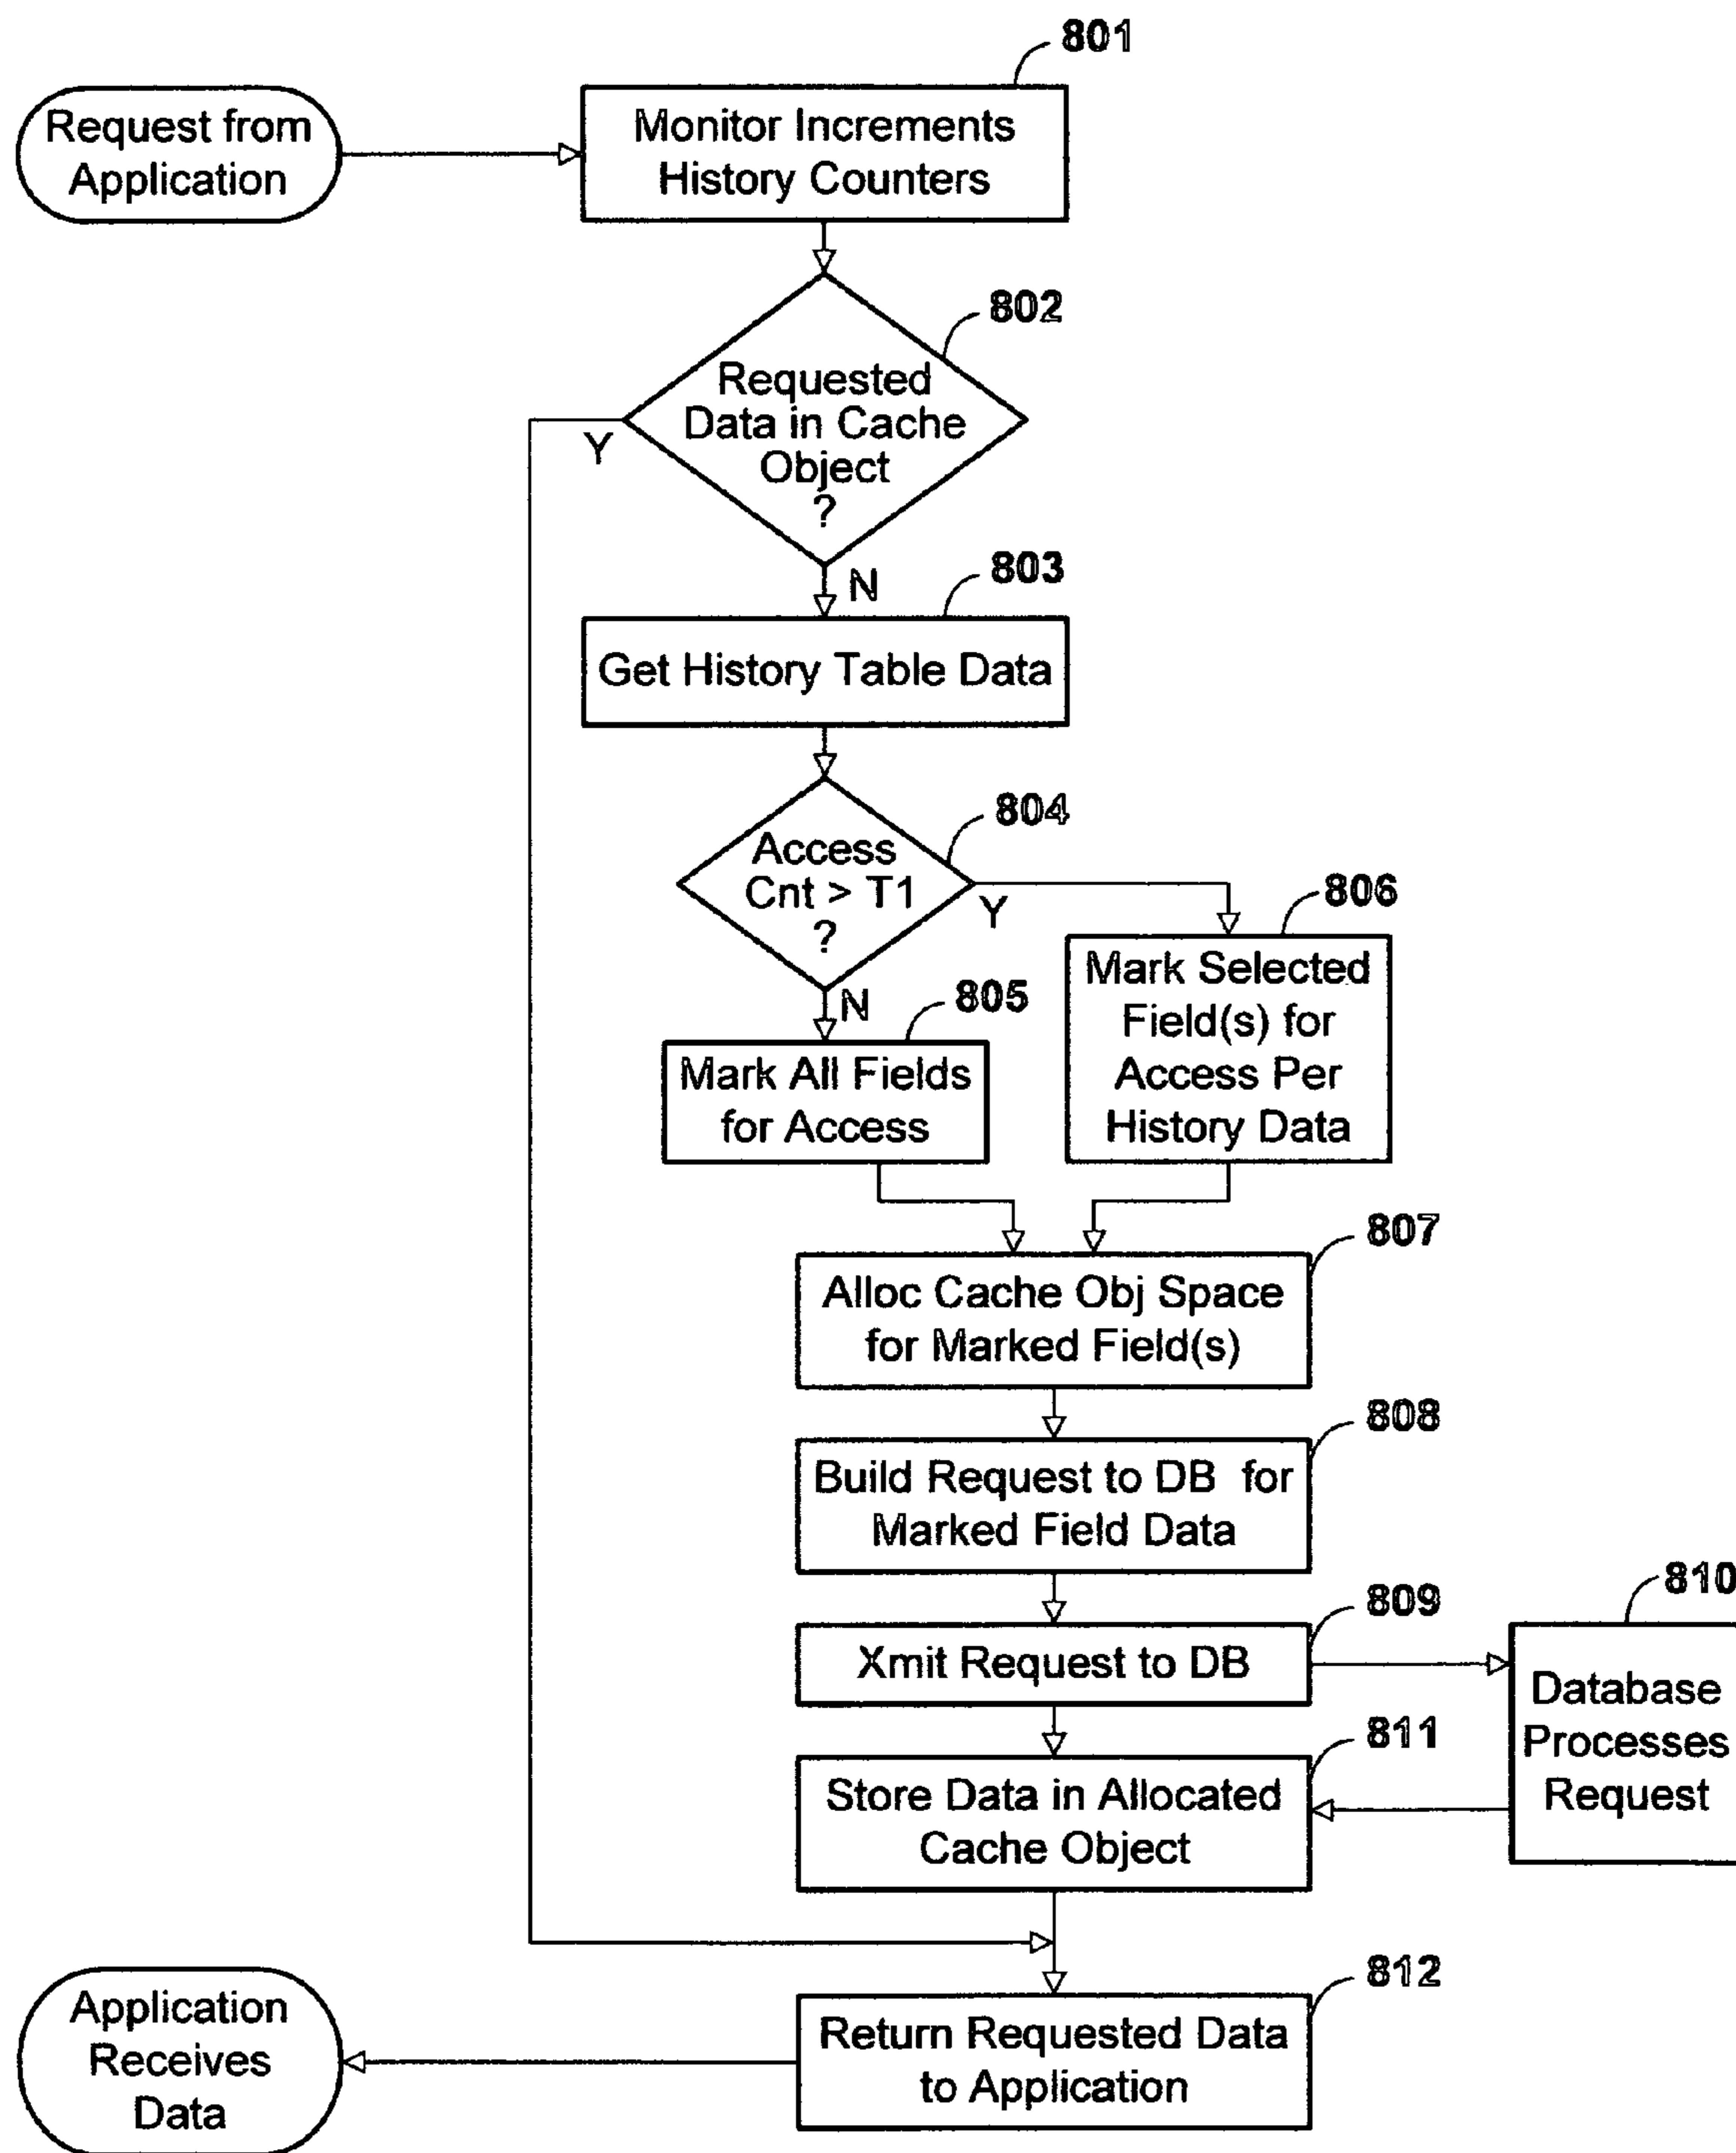 801
Request from
Application
Monitor Increments
History Counters
802
Requested
Data in Cache
Object
?
Y
N
803
Get History Table Data
804
Access
Cnt > T1
?
Y
N
805
Mark All Fields
for Access
806
Mark Selected
Field(s) for
Access Per
History Data
807
Alloc Cache Obj Space
for Marked Field(s)
808
Build Request to DB for
Marked Field Data
809
Xmit Request to DB
810
Database
Processes
Request
811
Store Data in Allocated
Cache Object
812
Return Requested Data
to Application
Application
Receives
Data